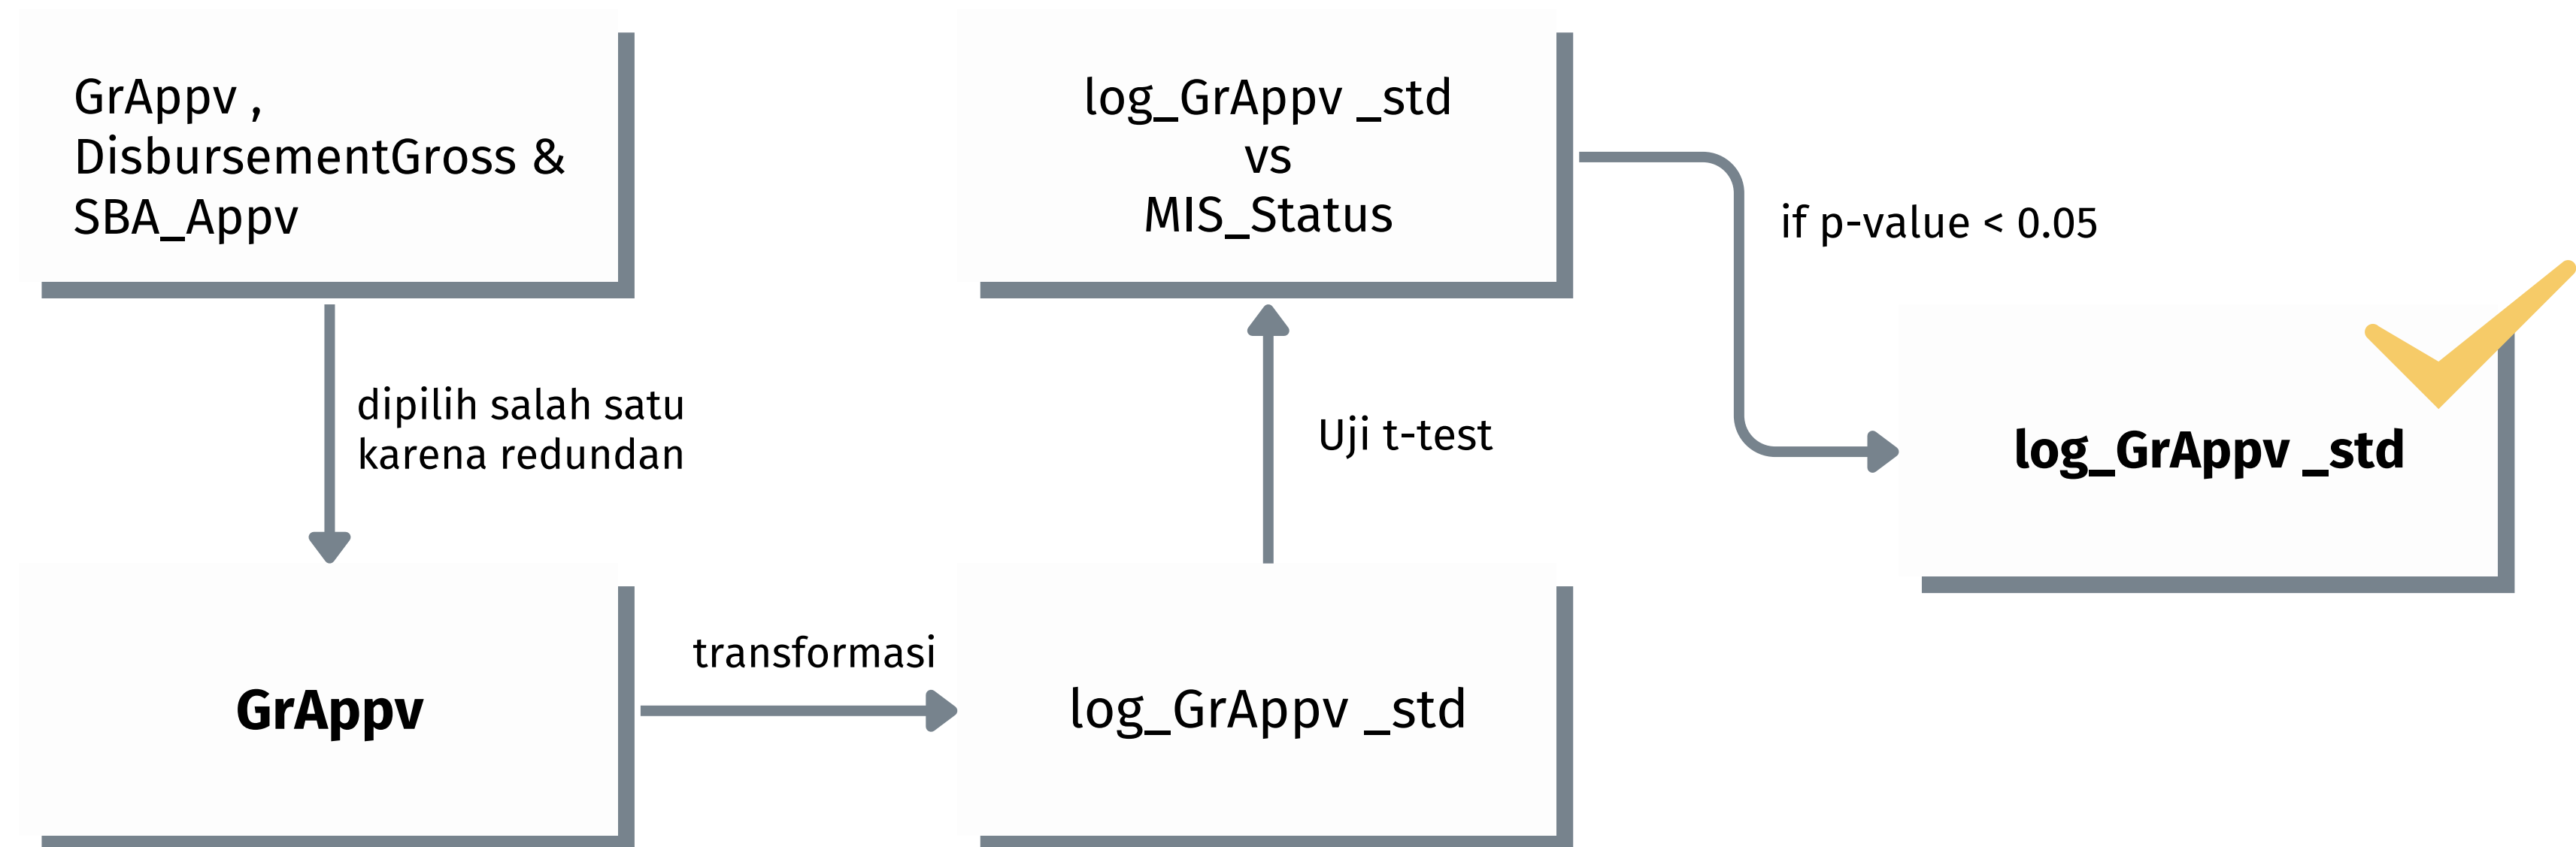 GrAppv ,
DisbursementGross &
SBA_Appv
dipilih salah satu
karena redundan
GrAppv
transformasi
log_GrAppv _std
Uji t-test
log_GrAppv _std
vs
MIS_Status
if p-value < 0.05
log_GrAppv _std